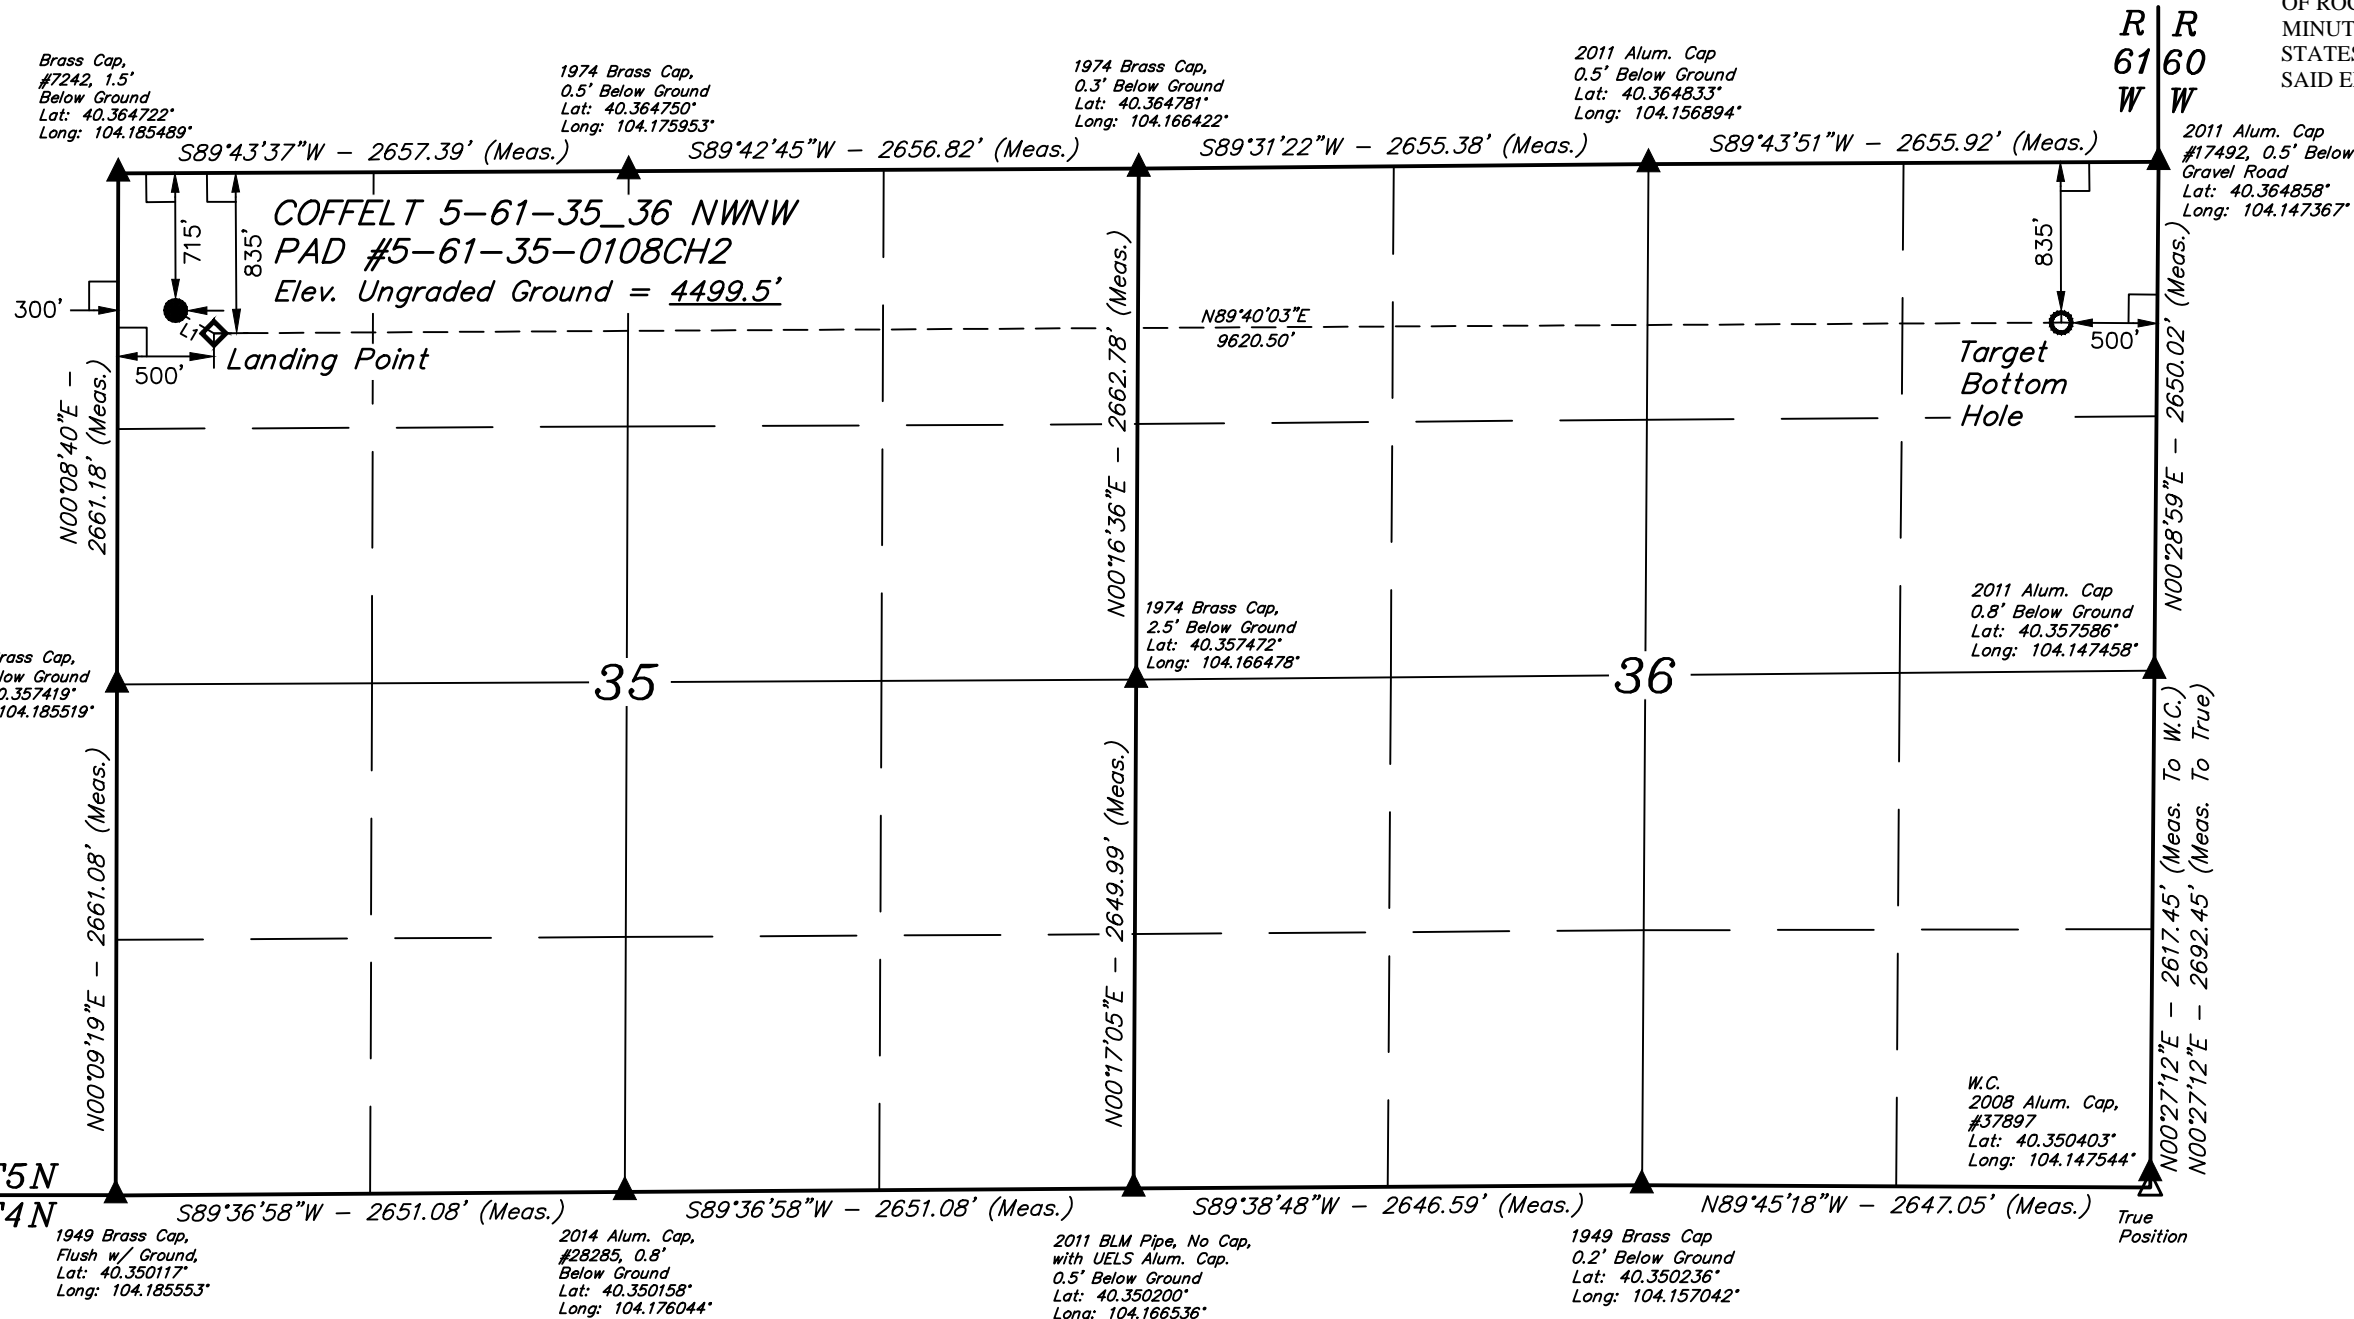 R R
61 60
W W
MINUT
STATES
Brass Cap,
#7242, 1.5'
Below Ground
Lat: 40.364722°
Long: 104.185489°
1974 Brass Cap,
0.5' Below Ground
Lat: 40.364750°
Long: 104.175953°
1974 Brass Cap,
0.3' Below Ground
Lat: 40.364781°
Long: 104.166422°
2011 Alum. Cap
0.5' Below Ground
Lat: 40.364833°
Long: 104.156894°
2011 Alum. Cap
#17492, 0.5' Below
Gravel Road
Lat: 40.364858°
Long: 104.147367°
S89°43'37"W – 2657.39' (Meas.)
S89°42'45"W – 2656.82' (Meas.)
S89°31'22"W – 2655.38' (Meas.)
S89°43'51"W – 2655.92' (Meas.)
COFFELT 5-61-35_36 NWNW
PAD #5-61-35-0108CH2
Elev. Ungraded Ground = 4499.5'
715'
835'
300'
L1
500'
Landing Point
N89°40'03"E
9620.50'
835'
500'
Target
Bottom
Hole
N00°08'40"E –
2661.18' (Meas.)
N00°16'36"E – 2662.78' (Meas.)
N00°28'59"E – 2650.02' (Meas.)
rass Cap,
low Ground
0.357419°
104.185519°
35
1974 Brass Cap,
2.5' Below Ground
Lat: 40.357472°
Long: 104.166478°
36
2011 Alum. Cap
0.8' Below Ground
Lat: 40.357586°
Long: 104.147458°
N00°09'19"E – 2661.08' (Meas.)
N00°17'05"E – 2649.99' (Meas.)
N00°27'12"E – 2617.45' (Meas. To W.C.)
N00°27'12"E – 2692.45' (Meas. To True)
W.C.
2008 Alum. Cap,
#37897
Lat: 40.350403°
Long: 104.147544°
T5N
T4N
S89°36'58"W – 2651.08' (Meas.)
S89°36'58"W – 2651.08' (Meas.)
S89°38'48"W – 2646.59' (Meas.)
N89°45'18"W – 2647.05' (Meas.)
True
Position
1949 Brass Cap,
Flush w/ Ground,
Lat: 40.350117°
Long: 104.185553°
2014 Alum. Cap,
#28285, 0.8'
Below Ground
Lat: 40.350158°
Long: 104.176044°
2011 BLM Pipe, No Cap,
with UELS Alum. Cap.
0.5' Below Ground
Lat: 40.350200°
Long: 104.166536°
1949 Brass Cap
0.2' Below Ground
Lat: 40.350236°
Long: 104.157042°